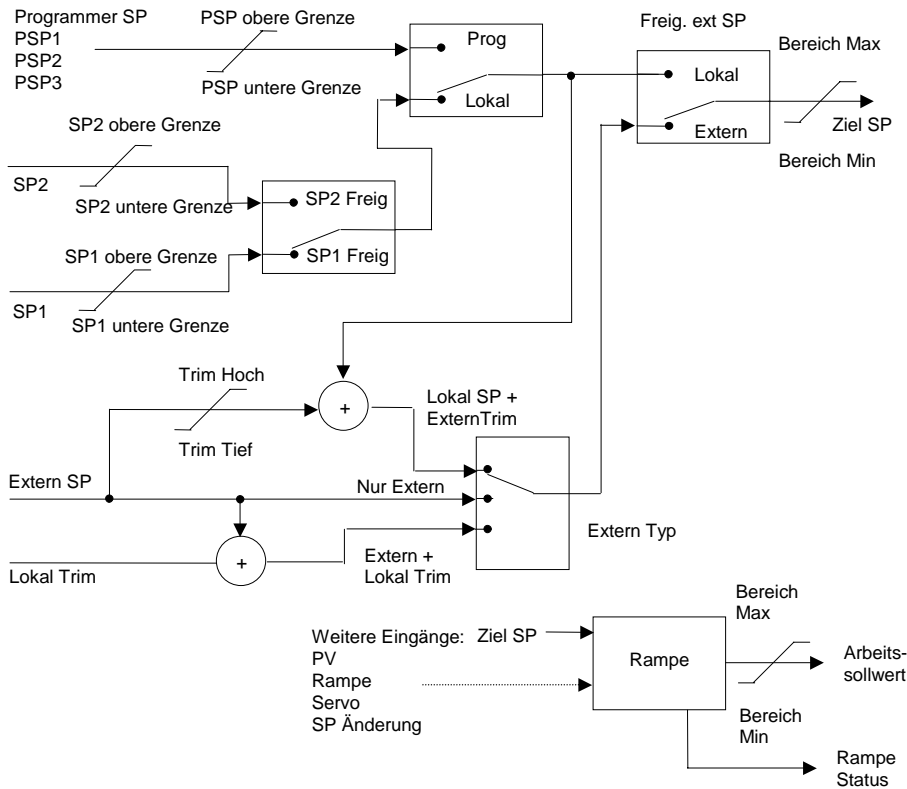 Programmer SP
PSP1
PSP2
PSP3
PSP obere Grenze
PSP untere Grenze
Prog
Lokal
Freig. ext SP
Lokal
Extern
Bereich Max
Ziel SP
Bereich Min
SP2 obere Grenze
SP2
SP2 untere Grenze
SP2 Freig
SP1 Freig
SP1 obere Grenze
SP1
SP1 untere Grenze
Trim Hoch
Trim Tief
+
Lokal SP +
ExternTrim
Extern SP
Nur Extern
Extern Typ
Lokal Trim
+
Extern +
Lokal Trim
Weitere Eingänge: Ziel SP
PV
Rampe
Servo
SP Änderung
Rampe
Bereich
Max
Arbeits-
sollwert
Bereich
Min
Rampe
Status